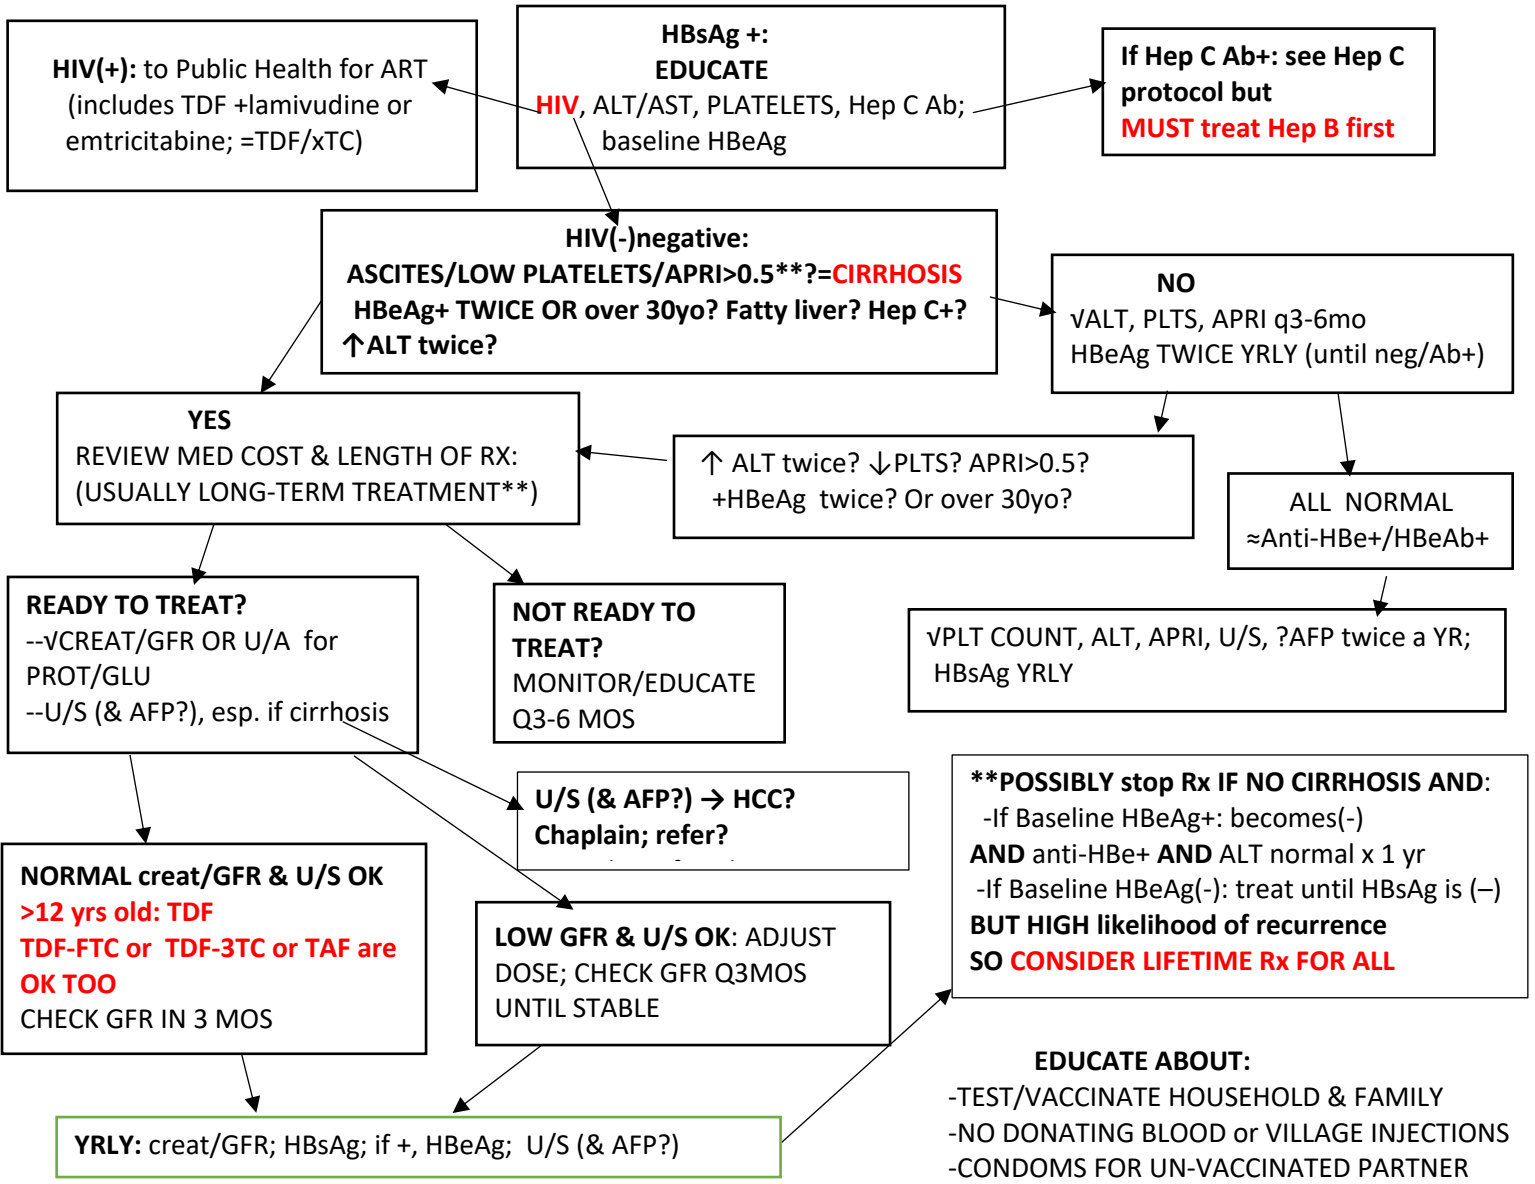 HIV(+): to Public Health for ART
(includes TDF +lamivudine or
emtricitabine; =TDF/xTC)
HBsAg +:
EDUCATE
HIV, ALT/AST, PLATELETS, Hep C Ab;
baseline HBeAg
If Hep C Ab+: see Hep C
protocol but
MUST treat Hep B first
HIV(-)negative:
ASCITES/LOW PLATELETS/APRI>0.5**?=CIRRHOSIS
HBeAg+ TWICE OR over 30yo? Fatty liver? Hep C+?
↑ALT twice?
NO
√ALT, PLTS, APRI q3-6mo
HBeAg TWICE YRLY (until neg/Ab+)
YES
REVIEW MED COST & LENGTH OF RX:
(USUALLY LONG-TERM TREATMENT**)
↑ ALT twice? ↓PLTS? APRI>0.5?
+HBeAg twice? Or over 30yo?
ALL NORMAL
≈Anti-HBe+/HBeAb+
READY TO TREAT?
--√CREAT/GFR OR U/A for
PROT/GLU
--U/S (& AFP?), esp. if cirrhosis
NOT READY TO
TREAT?
MONITOR/EDUCATE
Q3-6 MOS
√PLT COUNT, ALT, APRI, U/S, ?AFP twice a YR;
HBsAg YRLY
U/S (& AFP?) → HCC?
Chaplain; refer?
**POSSIBLY stop Rx IF NO CIRRHOSIS AND:
-If Baseline HBeAg+: becomes(-)
AND anti-HBe+ AND ALT normal x 1 yr
-If Baseline HBeAg(-): treat until HBsAg is (–)
BUT HIGH likelihood of recurrence
SO CONSIDER LIFETIME Rx FOR ALL
NORMAL creat/GFR & U/S OK
>12 yrs old: TDF
TDF-FTC or TDF-3TC or TAF are
OK TOO
CHECK GFR IN 3 MOS
LOW GFR & U/S OK: ADJUST
DOSE; CHECK GFR Q3MOS
UNTIL STABLE
YRLY: creat/GFR; HBsAg; if +, HBeAg; U/S (& AFP?)
EDUCATE ABOUT:
-TEST/VACCINATE HOUSEHOLD & FAMILY
-NO DONATING BLOOD or VILLAGE INJECTIONS
-CONDOMS FOR UN-VACCINATED PARTNER